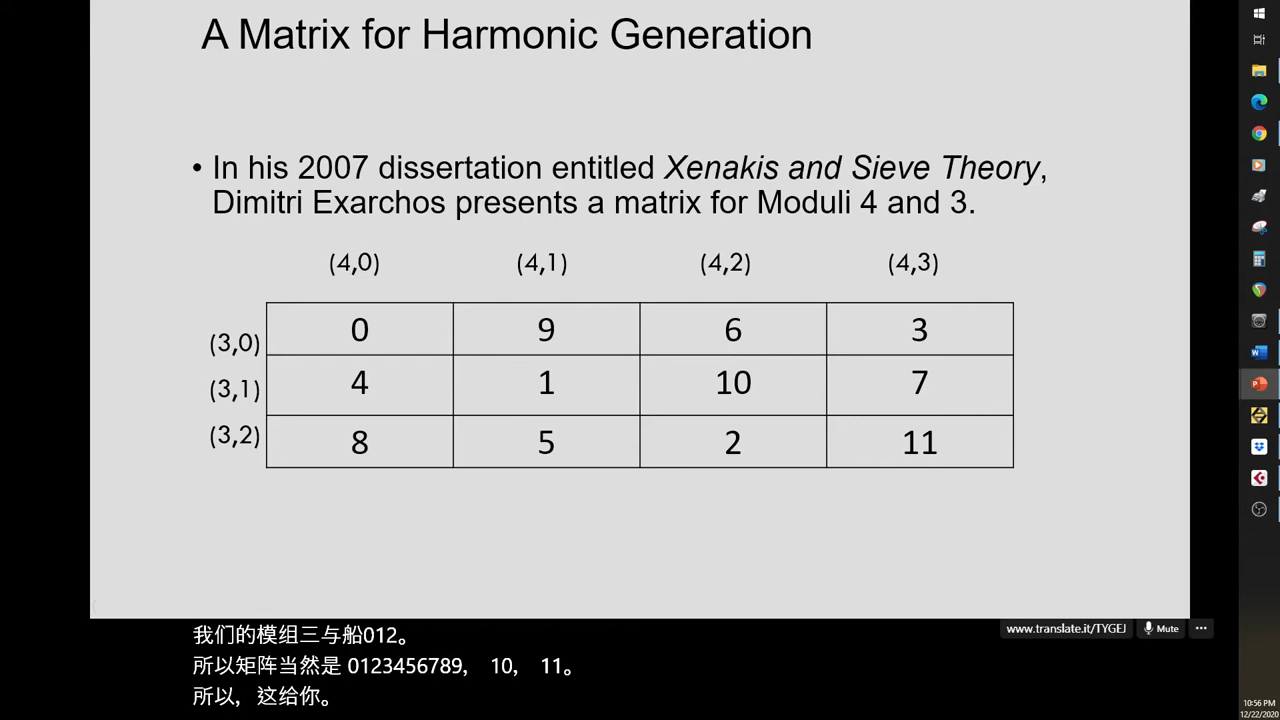 A Matrix for Harmonic Generation
• In his 2007 dissertation entitled Xenakis and Sieve Theory,
Dimitri Exarchos presents a matrix for Moduli 4 and 3.
(4,0) (4,1) (4,2) (4,3)
(3,0) 0 9 6 3
(3,1) 4 1 10 7
(3,2) 8 5 2 11
我们的模组三与船012。
所以矩阵当然是 0123456789， 10， 11。
所以，这给你。
www.translate.it/TYGEJ Mute
10:56 PM
12/22/2020